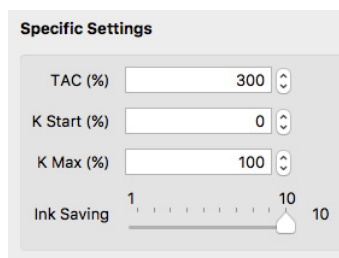 Specific Settings
TAC (%) 300
K Start (%) 0
K Max (%) 100
1 10
Ink Saving 10